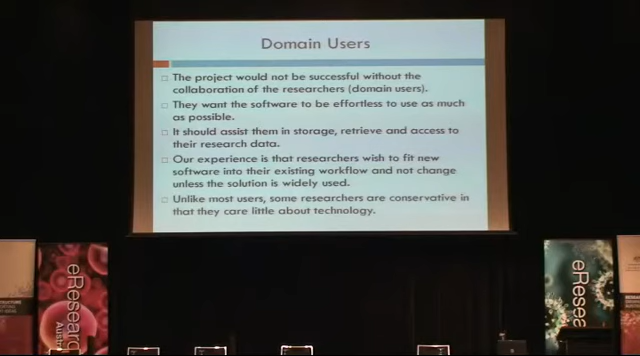 Domain Users
The project would not be successful without the
collaboration of the researchers (domain users).
They want the software to be effortless to use as much
as possible.
It should assist them in storage, retrieve and access to
their research data.
Our experience is that researchers wish to fit new
software into their existing workflow and not change
unless the solution is widely used.
Unlike most users, some researchers are conservative in
that they care little about technology.
eResearc
Austra
eResea